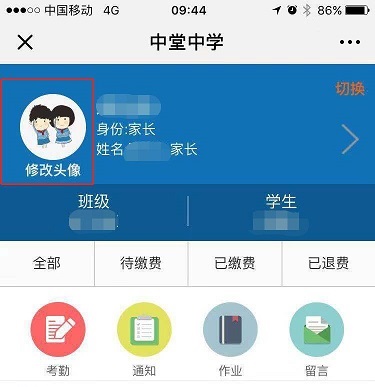 中国移动 4G 09:44 86%
中堂中学
切换
身份:家长
姓名 家长
修改头像
班级 学生
全部 待缴费 已缴费 已退费
考勤 通知 作业 留言